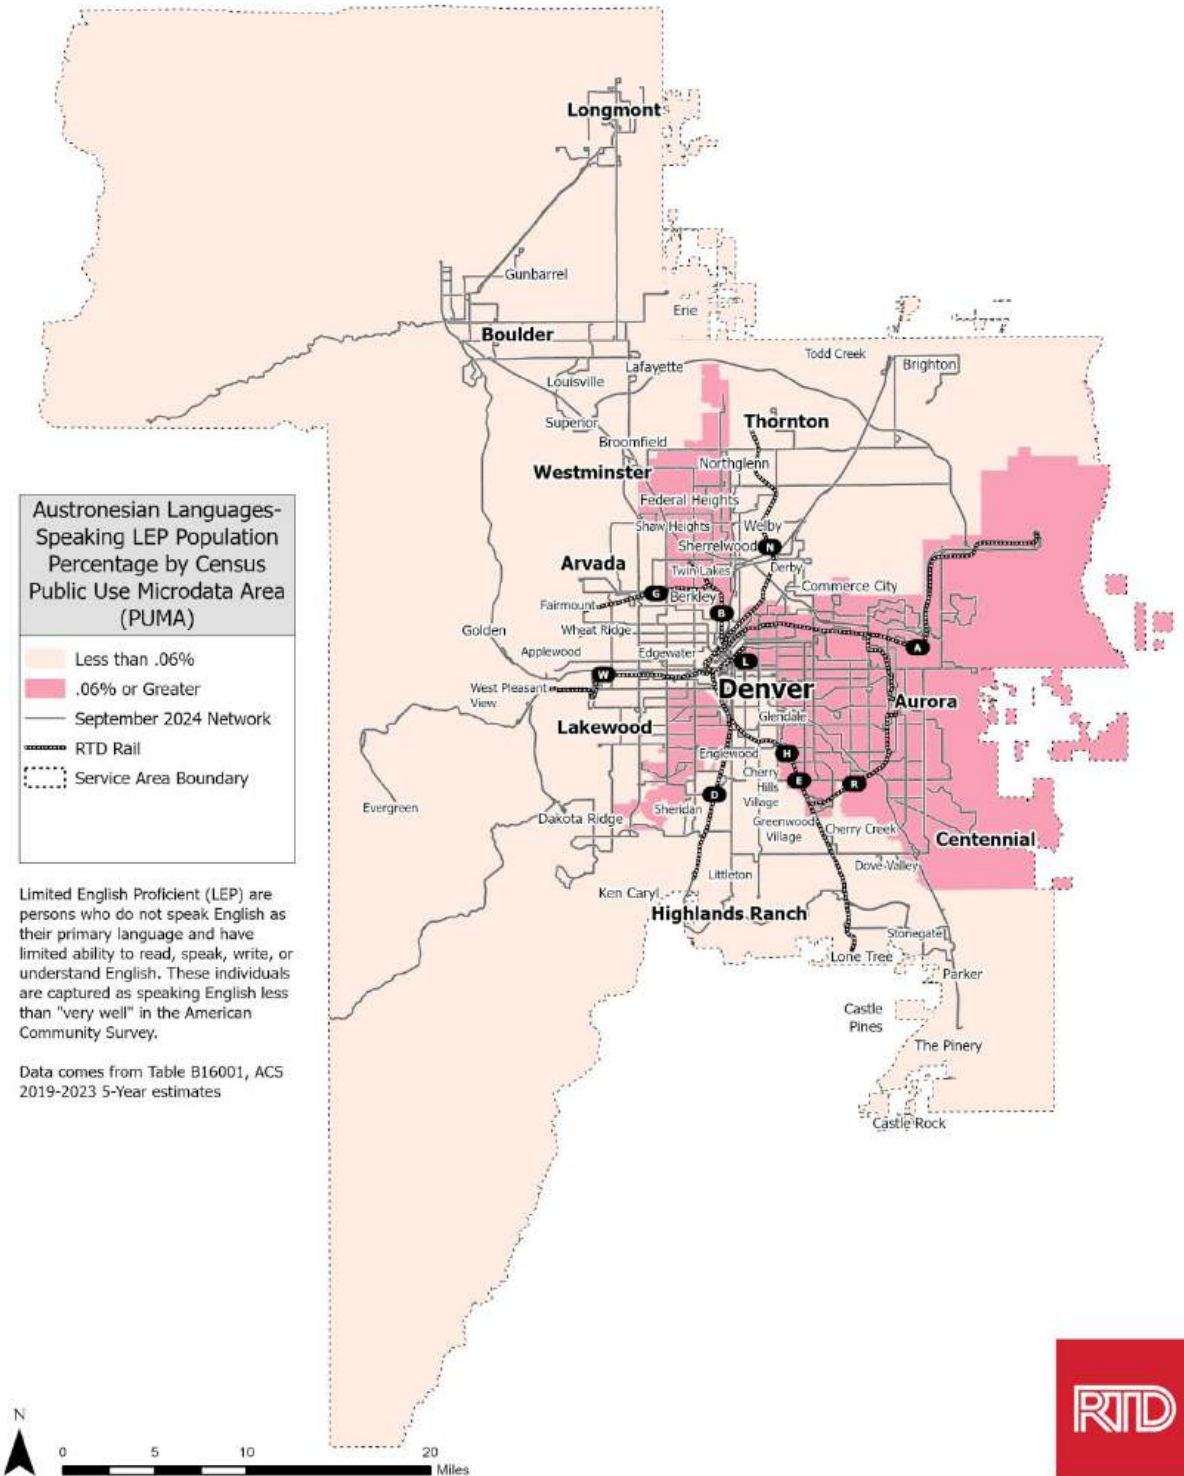 Longmont
Gunbarrel
Erie
Boulder
Todd Creek
Brighton
Lafayette
Louisville
Superior
Thornton
Broomfield
Westminster
Northglenn
Federal Heights
Shaw Heights
Welby
Sherrelwood
N
Arvada
Twin Lakes
Derby
Commerce City
G
Berkley
Fairmount
B
Golden
Wheat Ridge
Applewood
Edgewater
A
L
W
West Pleasant
View
Denver
Aurora
Lakewood
Glendale
Englewood
H
Cherry
Hills
Village
E
R
D
Evergreen
Sheridan
Dakota Ridge
Greenwood
Village
Cherry Creek
Centennial
Dove Valley
Littleton
Ken Caryl
Highlands Ranch
Stonegate
Lone Tree
Parker
Castle
Pines
The Pinery
Castle Rock
Austronesian Languages-
Speaking LEP Population
Percentage by Census
Public Use Microdata Area
(PUMA)
Less than .06%
.06% or Greater
September 2024 Network
RTD Rail
Service Area Boundary
Limited English Proficient (LEP) are
persons who do not speak English as
their primary language and have
limited ability to read, speak, write, or
understand English. These individuals
are captured as speaking English less
than "very well" in the American
Community Survey.
Data comes from Table B16001, ACS
2019-2023 5-Year estimates
N
0 5 10 20
Miles
RTD